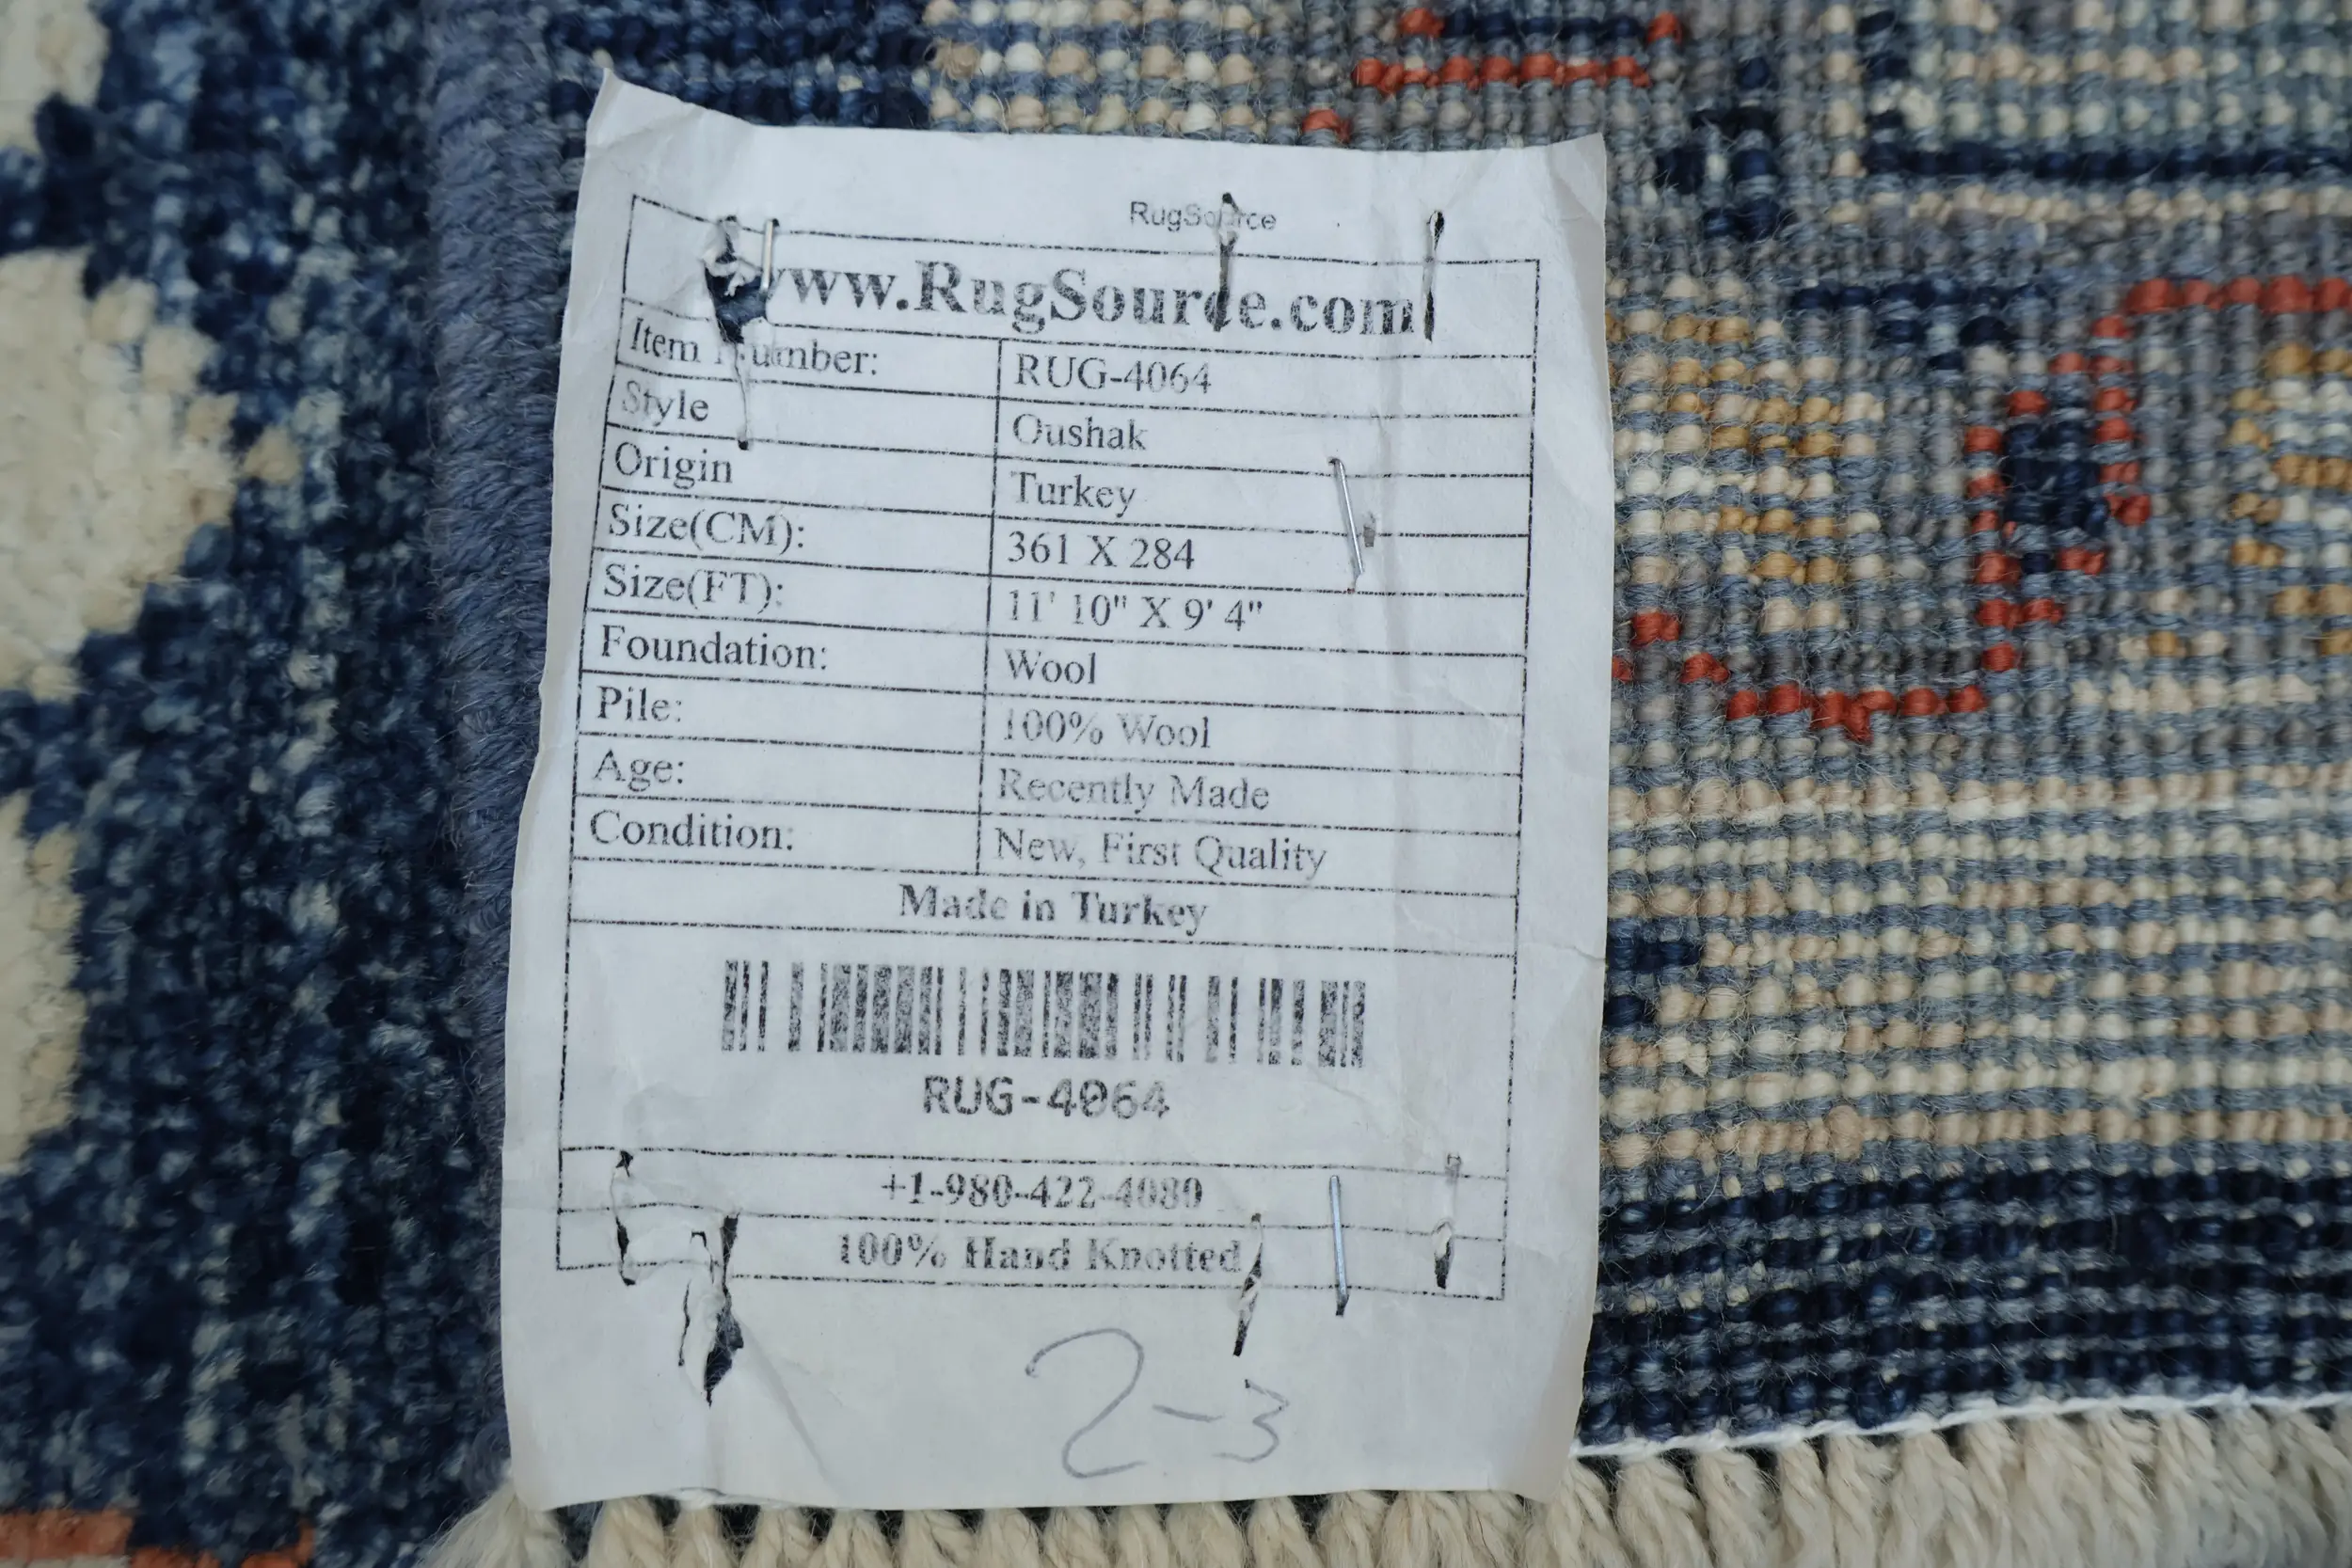 RugSource
www.RugSource.com
Item Number: RUG-4064
Style Oushak
Origin Turkey
Size(CM): 361 X 284
Size(FT): 11' 10" X 9' 4"
Foundation: Wool
Pile: 100% Wool
Age: Recently Made
Condition: New, First Quality
Made in Turkey
RUG-4064
+1-980-422-4080
100% Hand Knotted
2-3